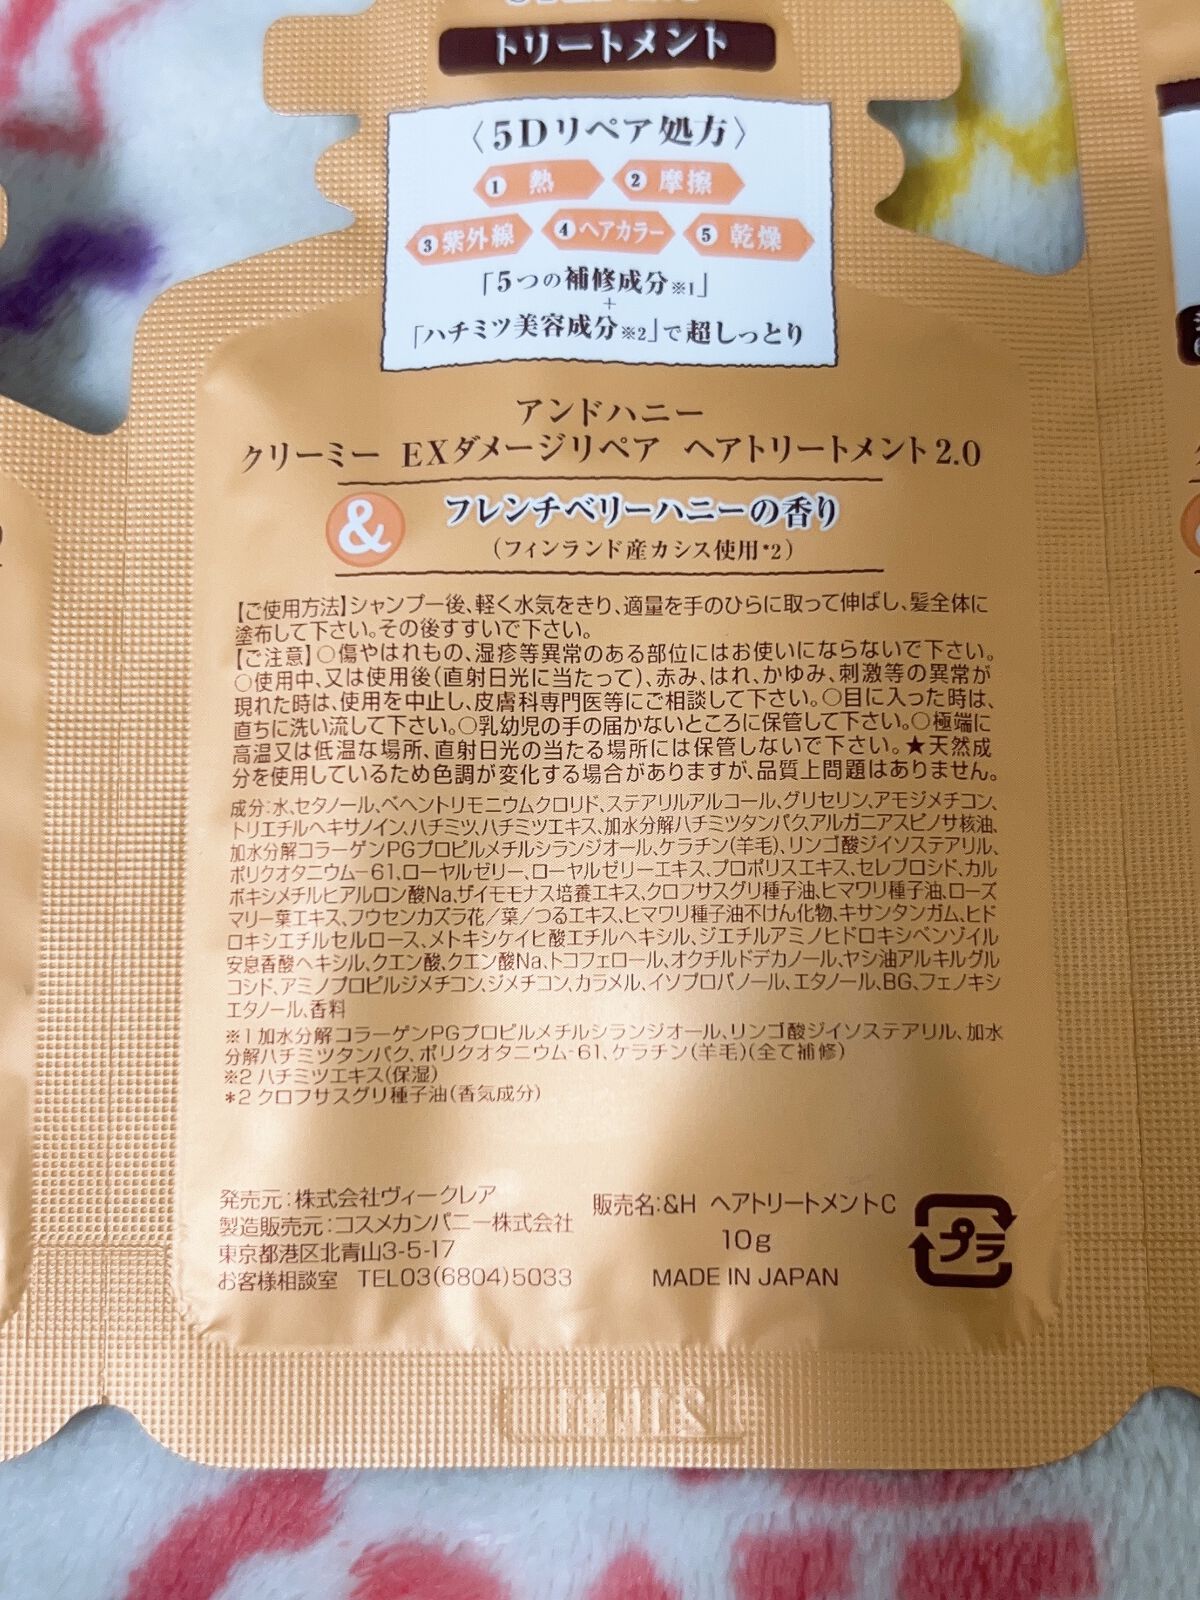 トリートメント
〈5Dリペア処方〉
1 熱 2 摩擦
3 紫外線 4 ヘアカラー 5 乾燥
「5つの補修成分※1」
+
「ハチミツ美容成分※2」で超しっとり
アンドハニー
クリーミー EXダメージリペア ヘアトリートメント2.0
& フレンチベリーハニーの香り
(フィンランド産カシス使用*2)
【ご使用方法】シャンプー後、軽く水気をきり、適量を手のひらに取って伸ばし、髪全体に
塗布して下さい。その後すすいで下さい。
【ご注意】○傷やはれもの、湿疹等異常のある部位にはお使いにならないで下さい。
○使用中、又は使用後(直射日光に当たって)、赤み、はれ、かゆみ、刺激等の異常が
現れた時は、使用を中止し、皮膚科専門医等にご相談して下さい。○目に入った時は、
直ちに洗い流して下さい。○乳幼児の手の届かないところに保管して下さい。○極端に
高温又は低温な場所、直射日光の当たる場所には保管しないで下さい。★天然成
分を使用しているため色調が変化する場合がありますが、品質上問題はありません。
成分:水、セタノール、ベヘントリモニウムクロリド、ステアリルアルコール、グリセリン、アモジメチコン、
トリエチルヘキサノイン、ハチミツ、ハチミツエキス、加水分解ハチミツタンパク、アルガニアスピノサ核油、
加水分解コラーゲンPGプロピルメチルシランジオール、ケラチン(羊毛)、リンゴ酸ジイソステアリル、
ポリクオタニウム-61、ローヤルゼリー、ローヤルゼリーエキス、プロポリスエキス、セレブロシド、カル
ボキシメチルヒアルロン酸Na、ザイモモナス培養エキス、クロフサスグリ種子油、ヒマワリ種子油、ローズ
マリー葉エキス、フウセンカズラ花／葉／つるエキス、ヒマワリ種子油不けん化物、キサンタンガム、ヒド
ロキシエチルセルロース、メトキシケイヒ酸エチルヘキシル、ジエチルアミノヒドロキシベンゾイル
安息香酸ヘキシル、クエン酸、クエン酸Na、トコフェロール、オクチルドデカノール、ヤシ油アルキルグル
コシド、アミノプロピルジメチコン、ジメチコン、カラメル、イソプロパノール、エタノール、BG、フェノキシ
エタノール、香料
※1加水分解コラーゲンPGプロピルメチルシランジオール、リンゴ酸ジイソステアリル、加水
分解ハチミツタンパク、ポリクオタニウム-61、ケラチン(羊毛)(全て補修)
※2 ハチミツエキス(保湿)
*2 クロフサスグリ種子油(香気成分)
発売元:株式会社ヴィークレア
製造販売元:コスメカンパニー株式会社
東京都港区北青山3-5-17
お客様相談室 TEL03(6804)5033
販売名:&H ヘアトリートメントC
10g
MADE IN JAPAN
プラ